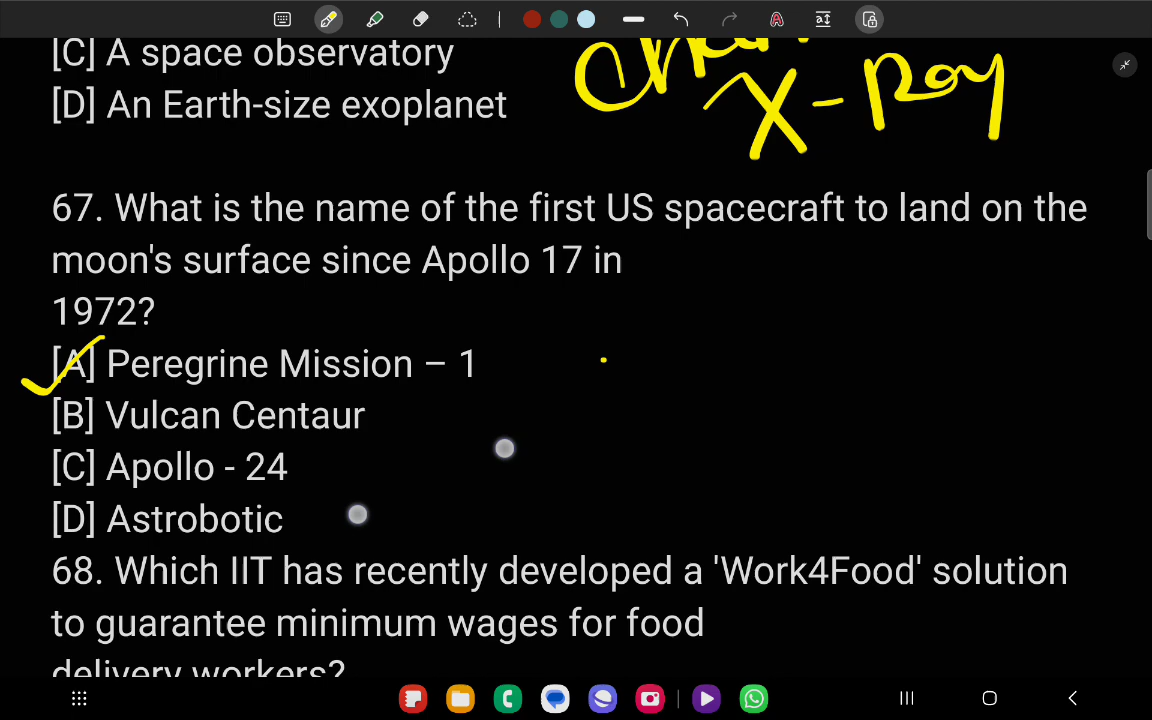 [C] A space observatory
[D] An Earth-size exoplanet
X-Ray
67. What is the name of the first US spacecraft to land on the
moon's surface since Apollo 17 in
1972?
[A] Peregrine Mission – 1
[B] Vulcan Centaur
[C] Apollo - 24
[D] Astrobotic
68. Which IIT has recently developed a 'Work4Food' solution
to guarantee minimum wages for food
delivery workers?